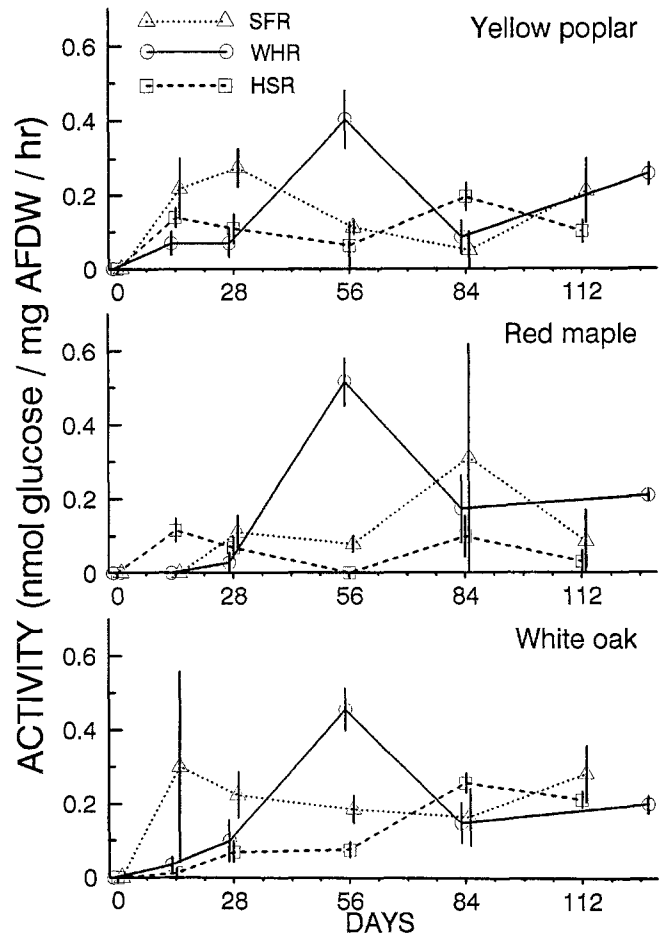 SFR
WHR
HSR
Yellow poplar
0.6
0.4
0.2
0
0 28 56 84 112
Red maple
0.6
0.4
0.2
0
0 28 56 84 112
White oak
0.6
0.4
0.2
0
0 28 56 84 112
DAYS
ACTIVITY (nmol glucose / mg AFDW / hr)